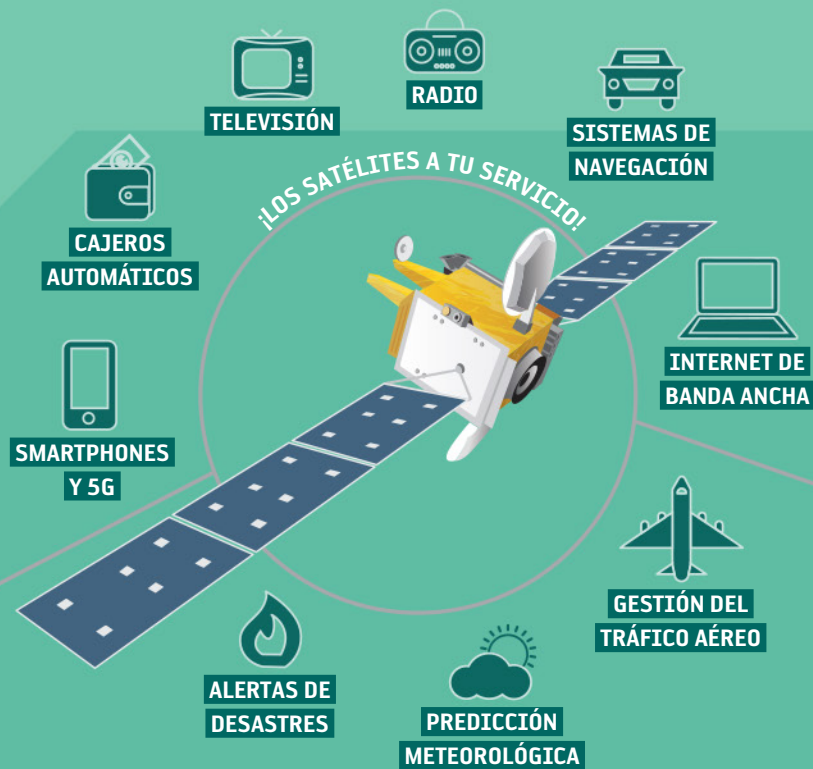 TELEVISIÓN
RADIO
SISTEMAS DE
NAVEGACIÓN
¡LOS SATÉLITES A TU SERVICIO!
CAJEROS
AUTOMÁTICOS
INTERNET DE
BANDA ANCHA
SMARTPHONES
Y 5G
GESTIÓN DEL
TRÁFICO AÉREO
ALERTAS DE
DESASTRES
PREDICCIÓN
METEOROLÓGICA